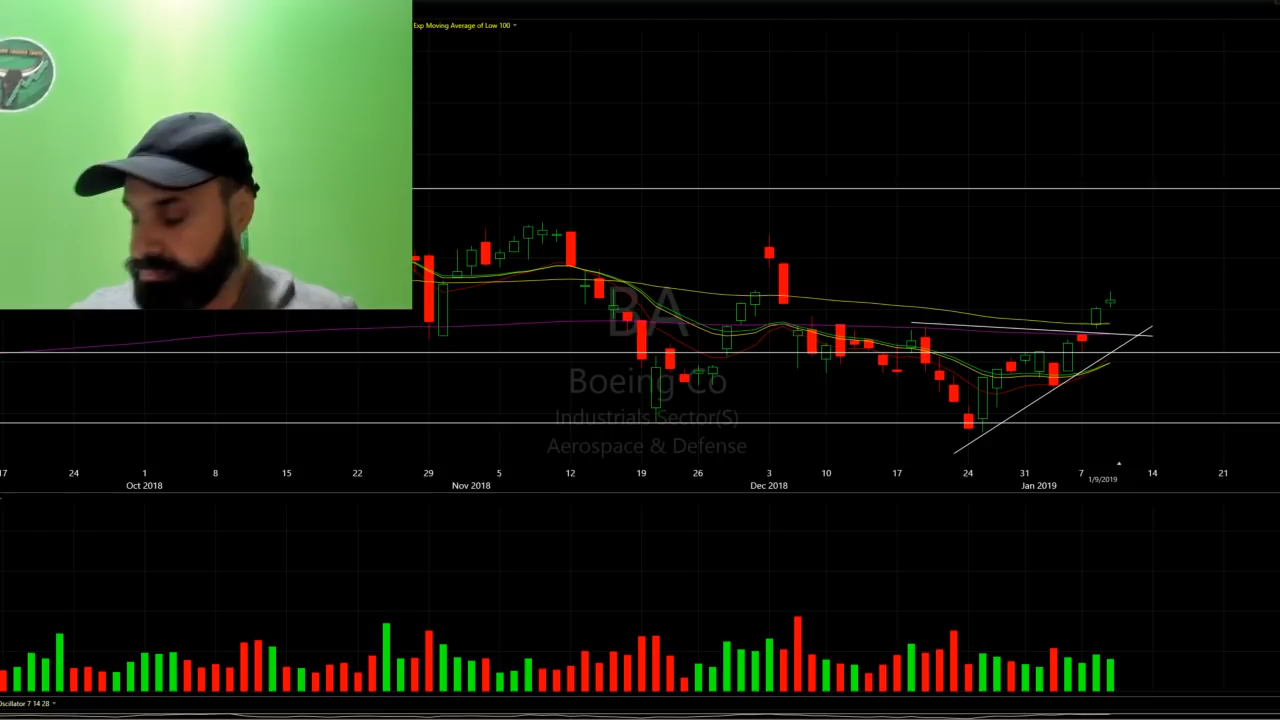 Exp Moving Average of Low 100
BA
Boeing Co
Industrials Sector(S)
Aerospace & Defense
17 24 1 8 15 22 29 5 12 19 26 3 10 17 24 31 7 14 21
Oct 2018 Nov 2018 Dec 2018 Jan 2019
1/9/2019
Oscillator 7 14 28